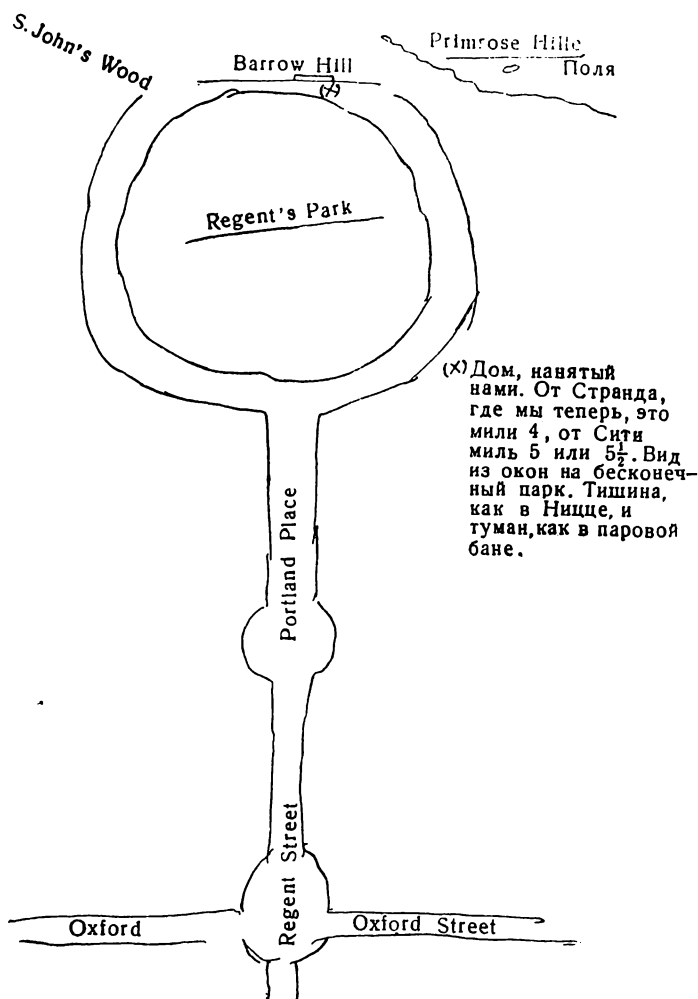 S. John's Wood
Barrow Hill
Primrose Hille
Поля
(x)
Regent's Park
(x) Дом, нанятый
нами. От Странда,
где мы теперь, это
мили 4, от Сити
миль 5 или 5½. Вид
из окон на бесконеч-
ный парк. Тишина,
как в Ницце, и
туман, как в паровой
бане.
Portland Place
Regent Street
Oxford
Oxford Street